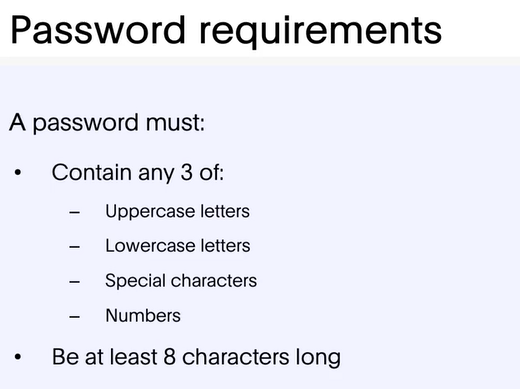 Password requirements
A password must:
• Contain any 3 of:
– Uppercase letters
– Lowercase letters
– Special characters
– Numbers
• Be at least 8 characters long